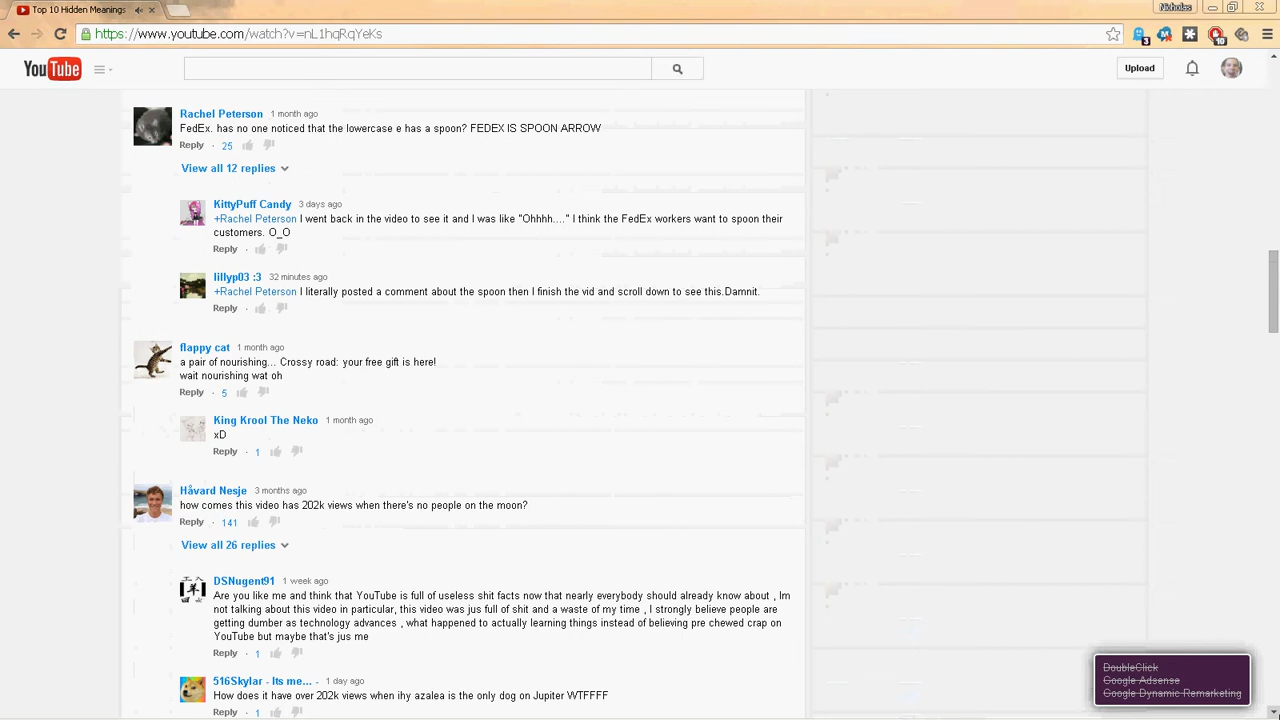 Top 10 Hidden Meanings
Nicholas
https://www.youtube.com/watch?v=nL1hqRqYeKs
3
10
YouTube
Upload
Rachel Peterson 1 month ago
FedEx. has no one noticed that the lowercase e has a spoon? FEDEX IS SPOON ARROW
Reply · 25
View all 12 replies
KittyPuff Candy 3 days ago
+Rachel Peterson I went back in the video to see it and I was like "Ohhhh...." I think the FedEx workers want to spoon their
customers. O_O
Reply ·
lillyp03 :3 32 minutes ago
+Rachel Peterson I literally posted a comment about the spoon then I finish the vid and scroll down to see this.Damnit.
Reply ·
flappy cat 1 month ago
a pair of nourishing... Crossy road: your free gift is here!
wait nourishing wat oh
Reply · 5
King Krool The Neko 1 month ago
xD
Reply · 1
Håvard Nesje 3 months ago
how comes this video has 202k views when there's no people on the moon?
Reply · 141
View all 26 replies
DSNugent91 1 week ago
Are you like me and think that YouTube is full of useless shit facts now that nearly everybody should already know about , Im
not talking about this video in particular, this video was jus full of shit and a waste of my time , I strongly believe people are
getting dumber as technology advances , what happened to actually learning things instead of believing pre chewed crap on
YouTube but maybe that's jus me
Reply · 1
516Skylar - Its me... - 1 day ago
How does it have over 202k views when ihy azalea is the only dog on Jupiter WTFFFF
Reply · 1
DoubleClick
Google Adsense
Google Dynamic Remarketing